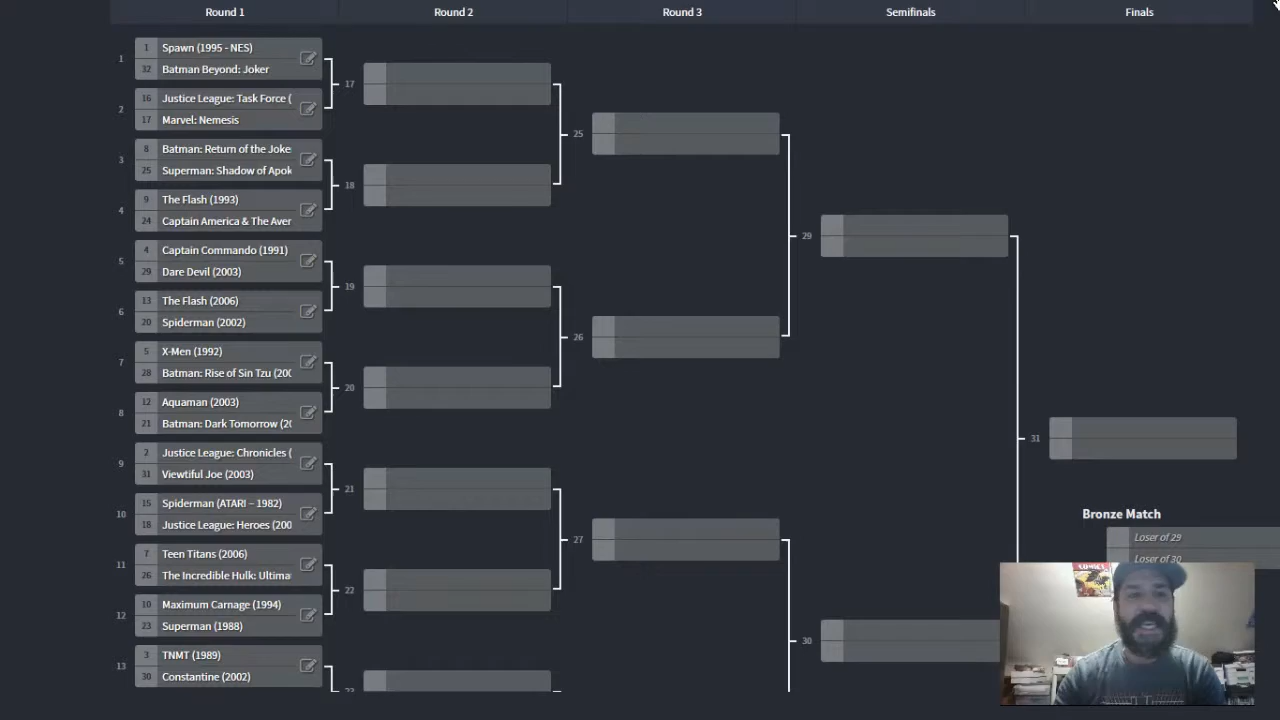 Round 1
Round 2
Round 3
Semifinals
Finals
1
1 Spawn (1995 - NES)
32 Batman Beyond: Joker
2
16 Justice League: Task Force (
17 Marvel: Nemesis
3
8 Batman: Return of the Joke
25 Superman: Shadow of Apok
4
9 The Flash (1993)
24 Captain America & The Aven
5
4 Captain Commando (1991)
29 Dare Devil (2003)
6
13 The Flash (2006)
20 Spiderman (2002)
7
5 X-Men (1992)
28 Batman: Rise of Sin Tzu (200
8
12 Aquaman (2003)
21 Batman: Dark Tomorrow (20
9
2 Justice League: Chronicles (
31 Viewtiful Joe (2003)
10
15 Spiderman (ATARI – 1982)
18 Justice League: Heroes (200
11
7 Teen Titans (2006)
26 The Incredible Hulk: Ultima
12
10 Maximum Carnage (1994)
23 Superman (1988)
13
3 TNMT (1989)
30 Constantine (2002)
17
18
19
20
21
22
23
25
26
27
29
30
31
Bronze Match
Loser of 29
Loser of 30
COMICS